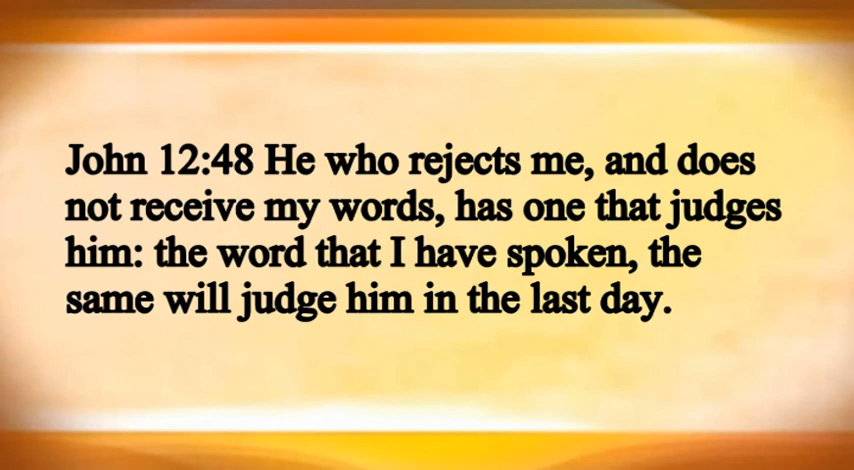 John 12:48 He who rejects me, and does
not receive my words, has one that judges
him: the word that I have spoken, the
same will judge him in the last day.